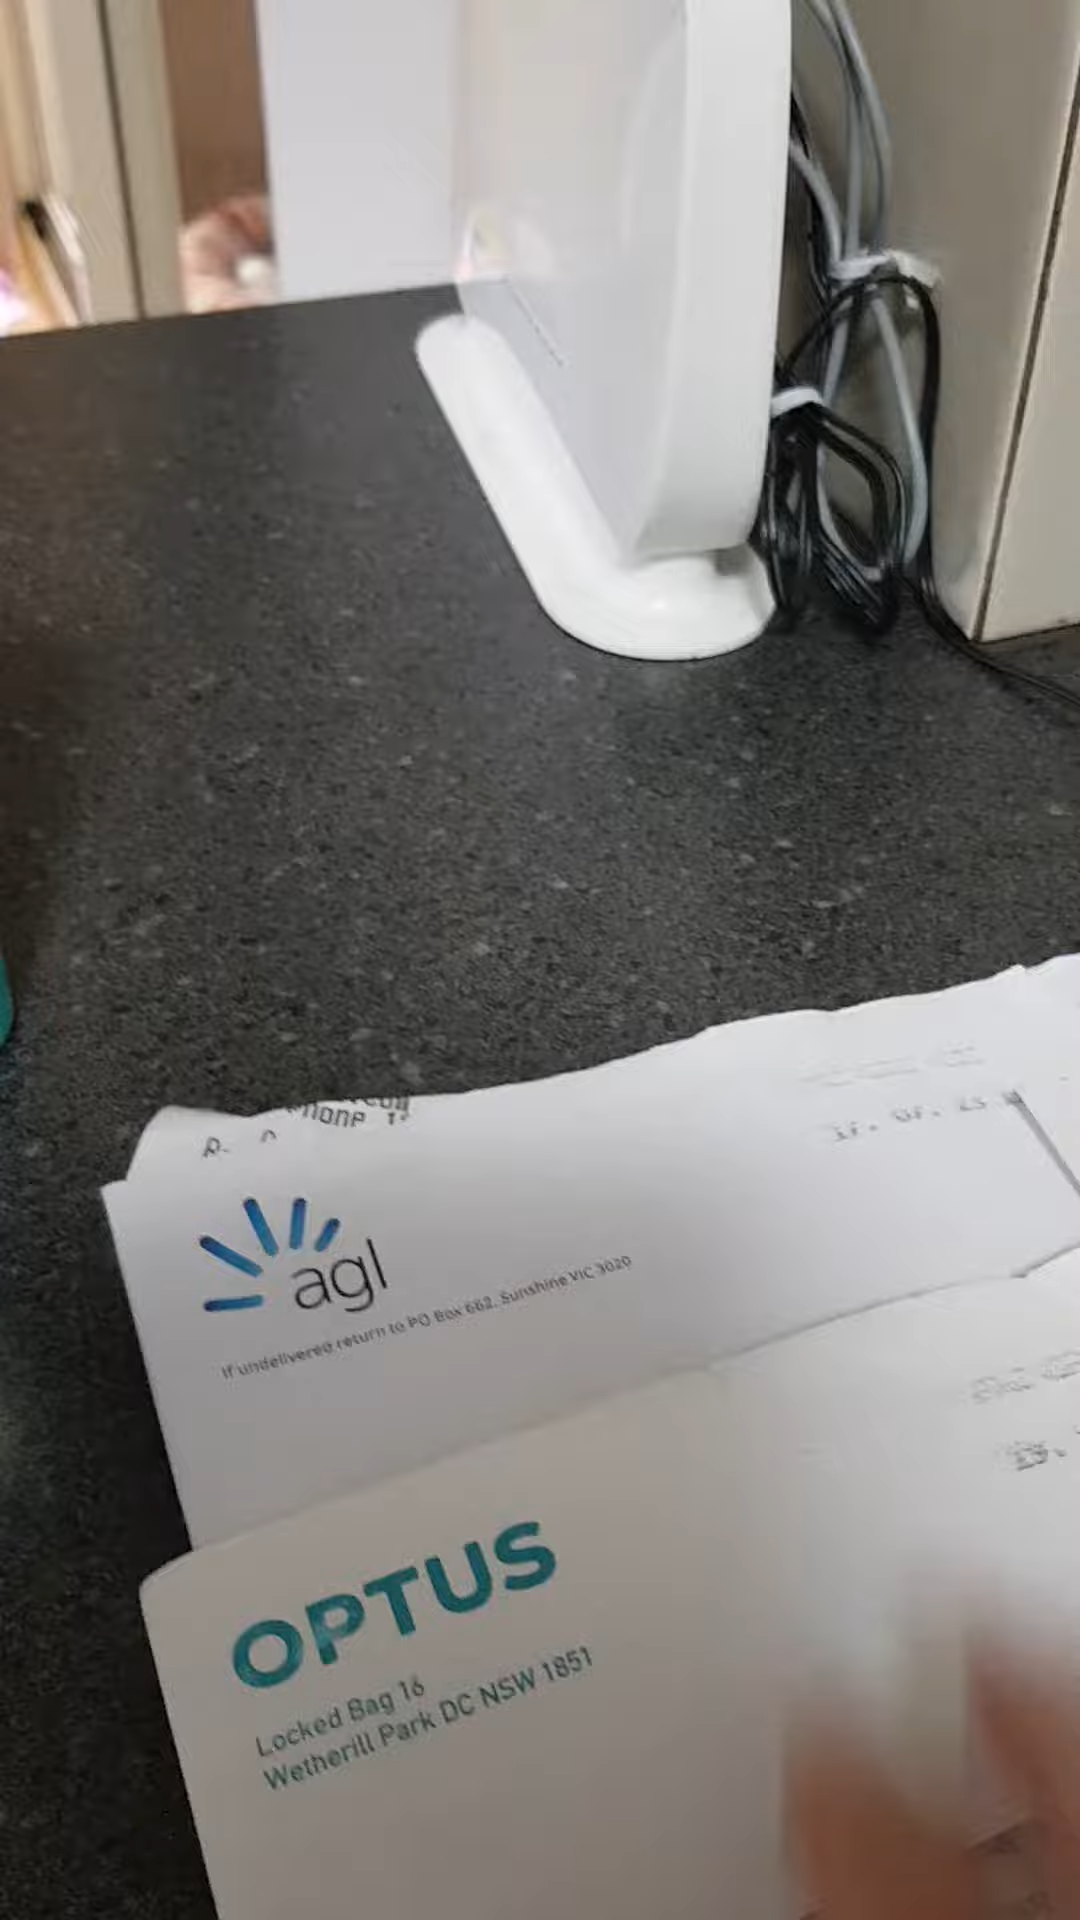 agl
If undelivered return to PO Box 662, Sunshine VIC 3020
OPTUS
Locked Bag 16
Wetherill Park DC NSW 1851